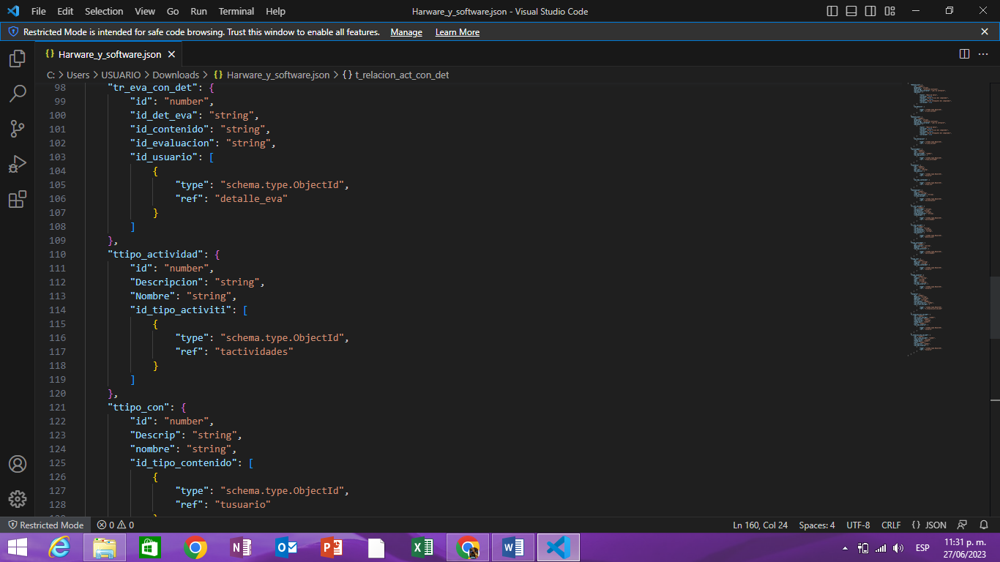 File Edit Selection View Go Run Terminal Help Harware_y_software.json - Visual Studio Code
Restricted Mode is intended for safe code browsing. Trust this window to enable all features. Manage Learn More
{} Harware_y_software.json
C: > Users > USUARIO > Downloads > {} Harware_y_software.json > {} t_relacion_act_con_det
98 "tr_eva_con_det": {
99 "id": "number",
100 "id_det_eva": "string",
101 "id_contenido": "string",
102 "id_evaluacion": "string",
103 "id_usuario": [
104 {
105 "type": "schema.type.ObjectId",
106 "ref": "detalle_eva"
107 }
108 ]
109 },
110 "ttipo_actividad": {
111 "id": "number",
112 "Descripcion": "string",
113 "Nombre": "string",
114 "id_tipo_activiti": [
115 {
116 "type": "schema.type.ObjectId",
117 "ref": "tactividades"
118 }
119 ]
120 },
121 "ttipo_con": {
122 "id": "number",
123 "Descrip": "string",
124 "nombre": "string",
125 "id_tipo_contenido": [
126 {
127 "type": "schema.type.ObjectId",
128 "ref": "tusuario"
Restricted Mode 0 0 Ln 160, Col 24 Spaces: 4 UTF-8 CRLF {} JSON
ESP 11:31 p. m.
27/06/2023